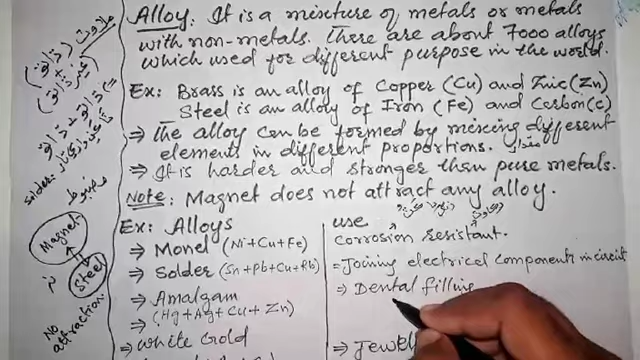 Alloy: It is a mixture of metals or metals
with non-metals. There are about 7000 alloys
which used for different purpose in the world.
Ex: Brass is an alloy of Copper (Cu) and Zinc (Zn)
Steel is an alloy of Iron (Fe) and Carbon (C)
⇒ The alloy can be formed by mixing different
elements in different proportions.
⇒ It is harder and stronger than pure metals.
Note: Magnet does not attract any alloy.
Ex: Alloys
⇒ Monel (Ni+Cu+Fe)
⇒ Solder (Sn+Pb+Cu+Rb)
⇒ Amalgam
⇒ (Hg+Ag+Cu+Zn)
⇒ White Gold
use
Corrosion resistant.
=Joining electrical components in circuit
⇒ Dental filling
⇒ Jewell
solder:
مضبوط
Magnet
Steel
No
attraction.